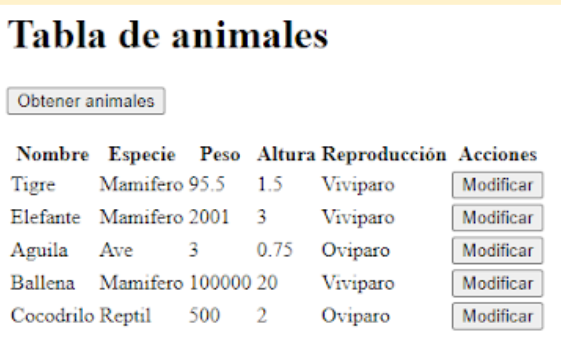 Tabla de animales
Obtener animales
Nombre Especie Peso Altura Reproducción Acciones
Tigre Mamifero 95.5 1.5 Viviparo Modificar
Elefante Mamifero 2001 3 Viviparo Modificar
Aguila Ave 3 0.75 Oviparo Modificar
Ballena Mamifero 100000 20 Viviparo Modificar
Cocodrilo Reptil 500 2 Oviparo Modificar